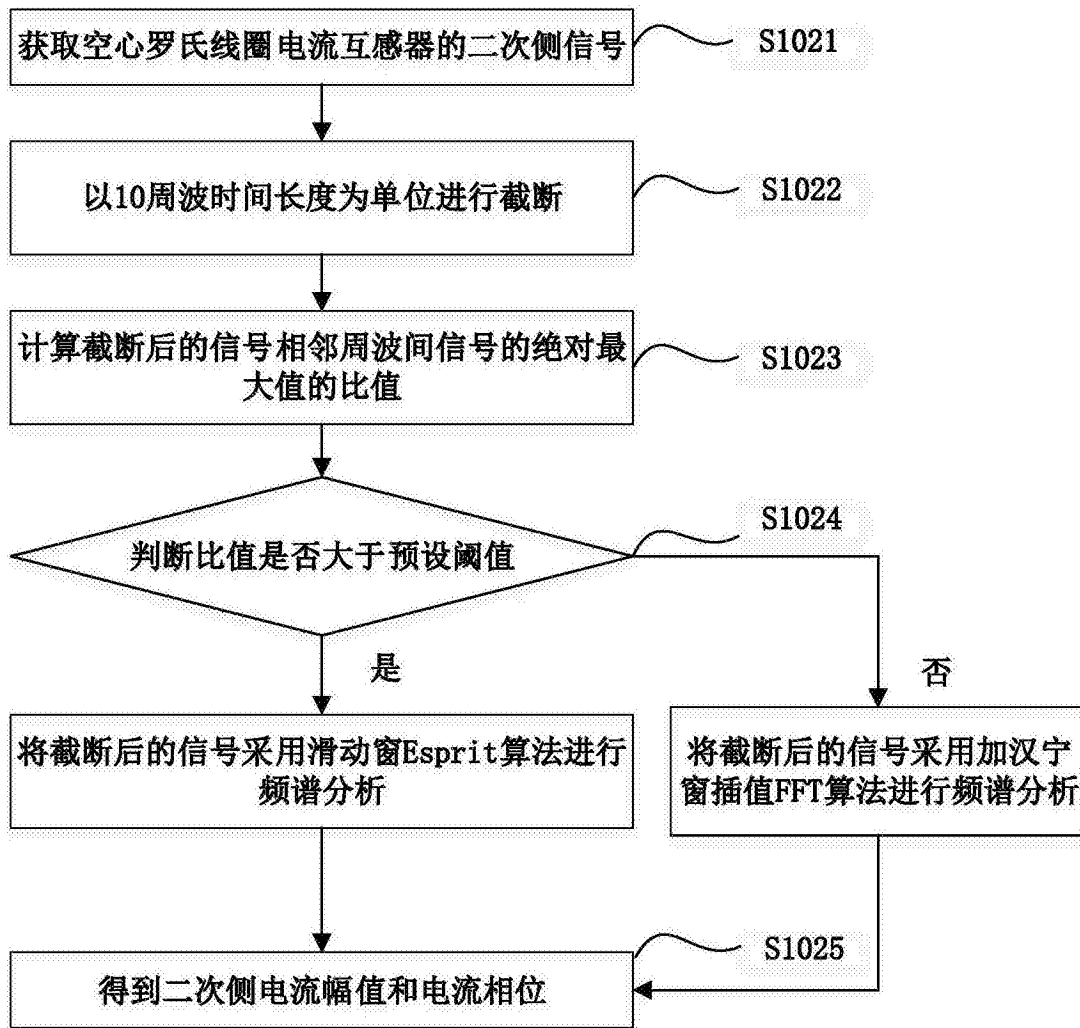 获取空心罗氏线圈电流互感器的二次侧信号
S1021
以10周波时间长度为单位进行截断
S1022
计算截断后的信号相邻周波间信号的绝对最
大值的比值
S1023
判断比值是否大于预设阈值
S1024
是
否
将截断后的信号采用滑动窗Esprit算法进行
频谱分析
将截断后的信号采用加汉宁
窗插值FFT算法进行频谱分析
得到二次侧电流幅值和电流相位
S1025